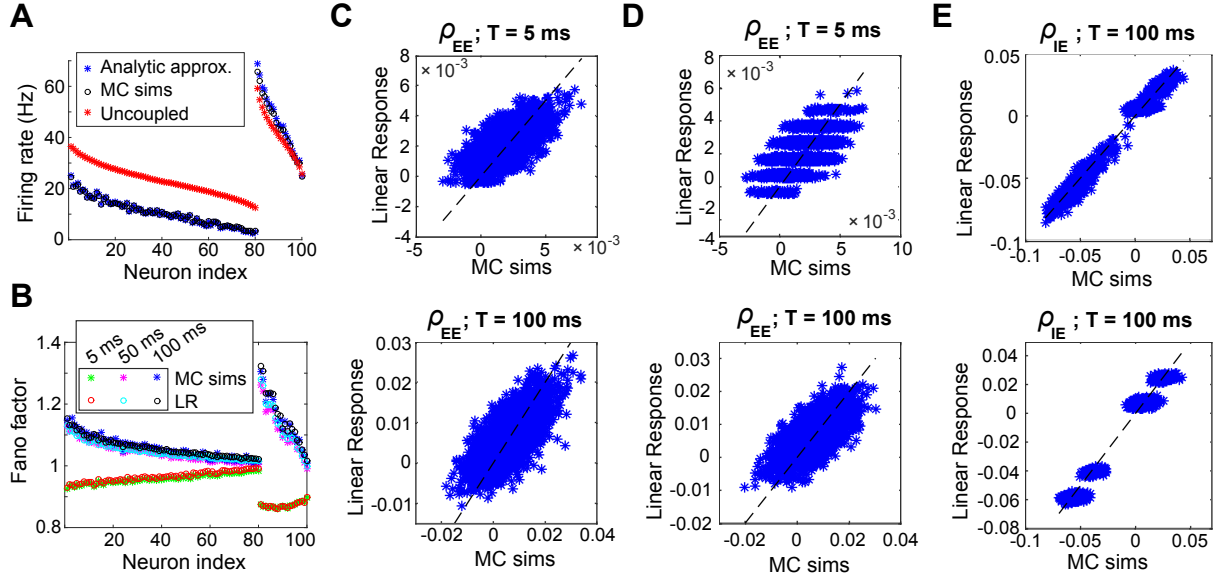 A
Firing rate (Hz)
60
40
20
0
Analytic approx.
MC sims
Uncoupled
20 40 60 80 100
Neuron index
B
Fano factor
1.4
1.2
1
0.8
5 ms 50 ms 100 ms
MC sims
LR
0 20 40 60 80 100
Neuron index
C
ρEE ; T = 5 ms
× 10 -3
Linear Response
8
6
4
2
0
-2
4
0 5 10
× 10 -3
MC sims
ρEE ; T = 100 ms
Linear Response
0.03
0.02
0.01
0
-0.01
-0.02 0 0.02 0.04
MC sims
D
ρEE ; T = 5 ms
× 10 -3
Linear Response
8
6
4
2
0
-2
-4
× 10 -3
-5 0 5 10
MC sims
ρEE ; T = 100 ms
Linear Response
0.03
0.02
0.01
0
-0.01
-0.02
-0.02 0 0.02 0.04
MC sims
E
ρIE ; T = 100 ms
Linear Response
0.05
0
-0.05
-0.1
-0.1 -0.05 0 0.05
MC sims
ρIE ; T = 100 ms
Linear Response
0.04
0.02
0.00
-0.02
-0.04
-0.06
-0.08
-0.1 -0.05 0 0.05
MC sims